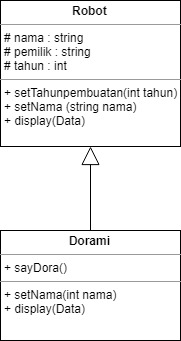 Robot
# nama : string
# pemilik : string
# tahun : int
+ setTahunpembuatan(int tahun)
+ setNama (string nama)
+ display(Data)
Dorami
+ sayDora()
+ setNama(int nama)
+ display(Data)